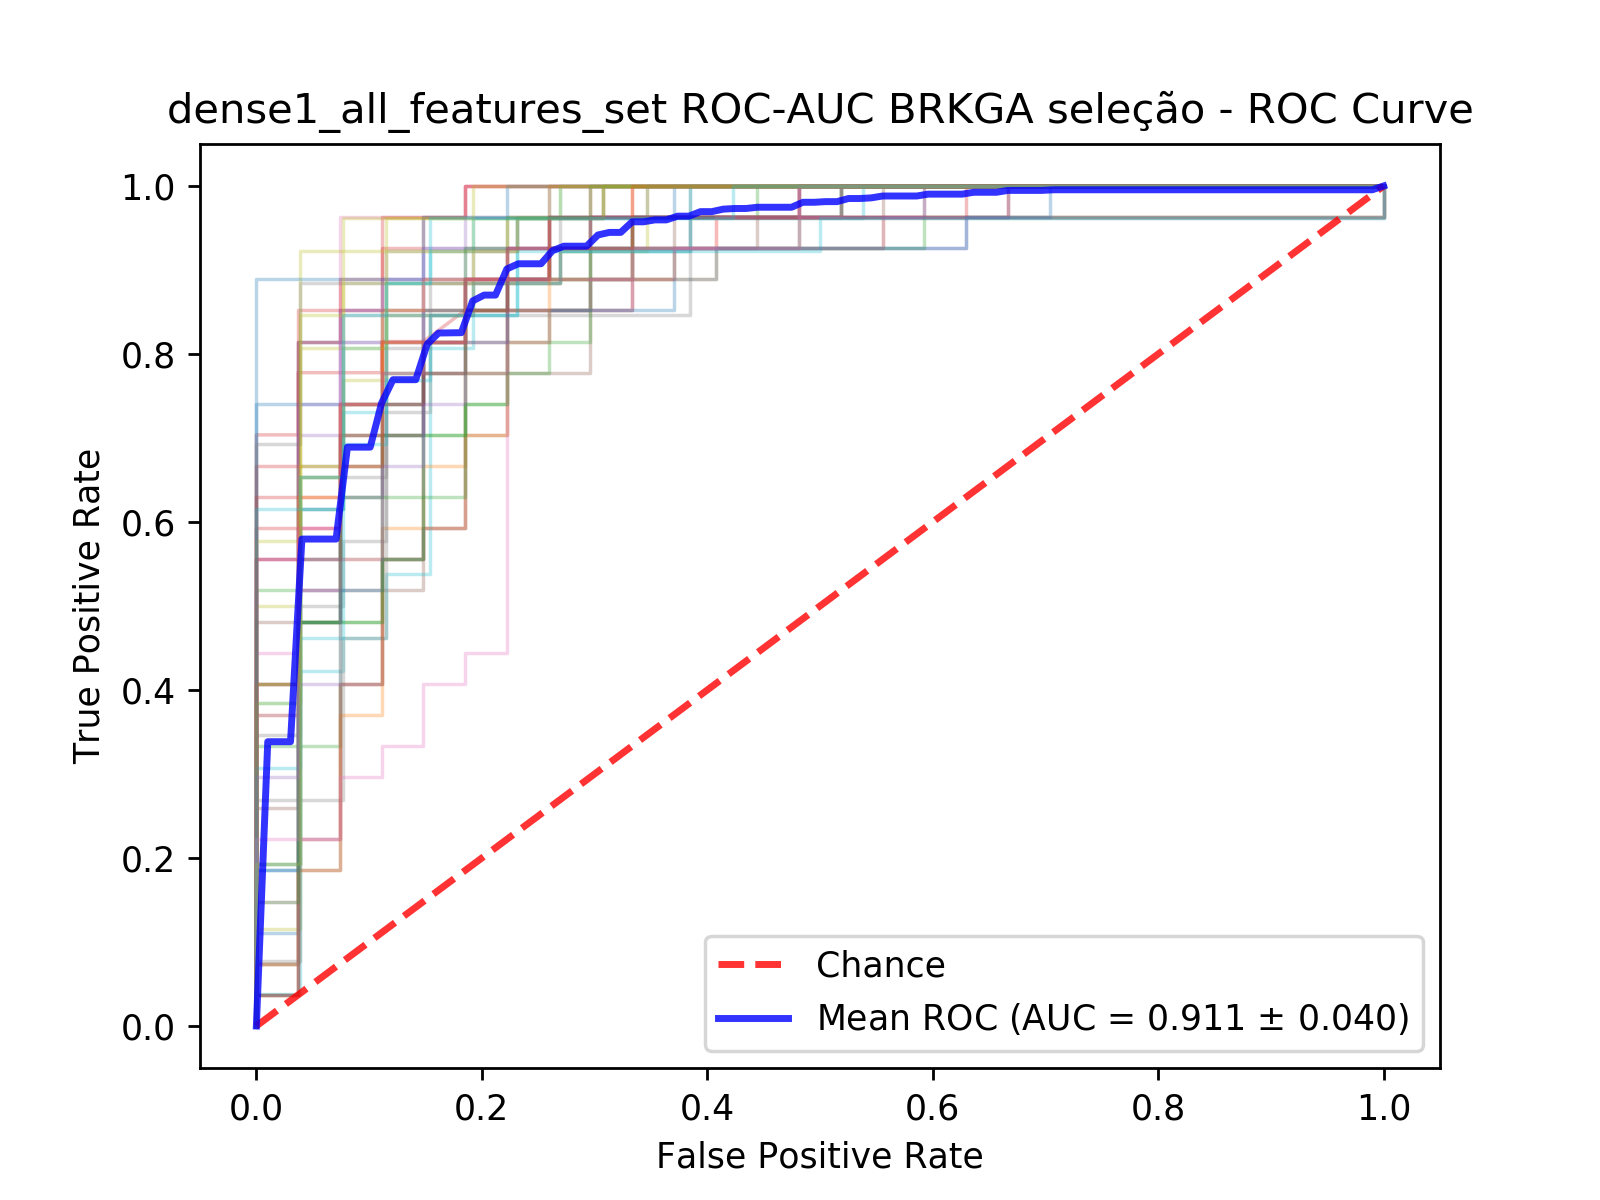 dense1_all_features_set ROC-AUC BRKGA seleção - ROC Curve
1.0
0.8
0.6
0.4
0.2
0.0
True Positive Rate
Chance
Mean ROC (AUC = 0.911 ± 0.040)
0.0 0.2 0.4 0.6 0.8 1.0
False Positive Rate